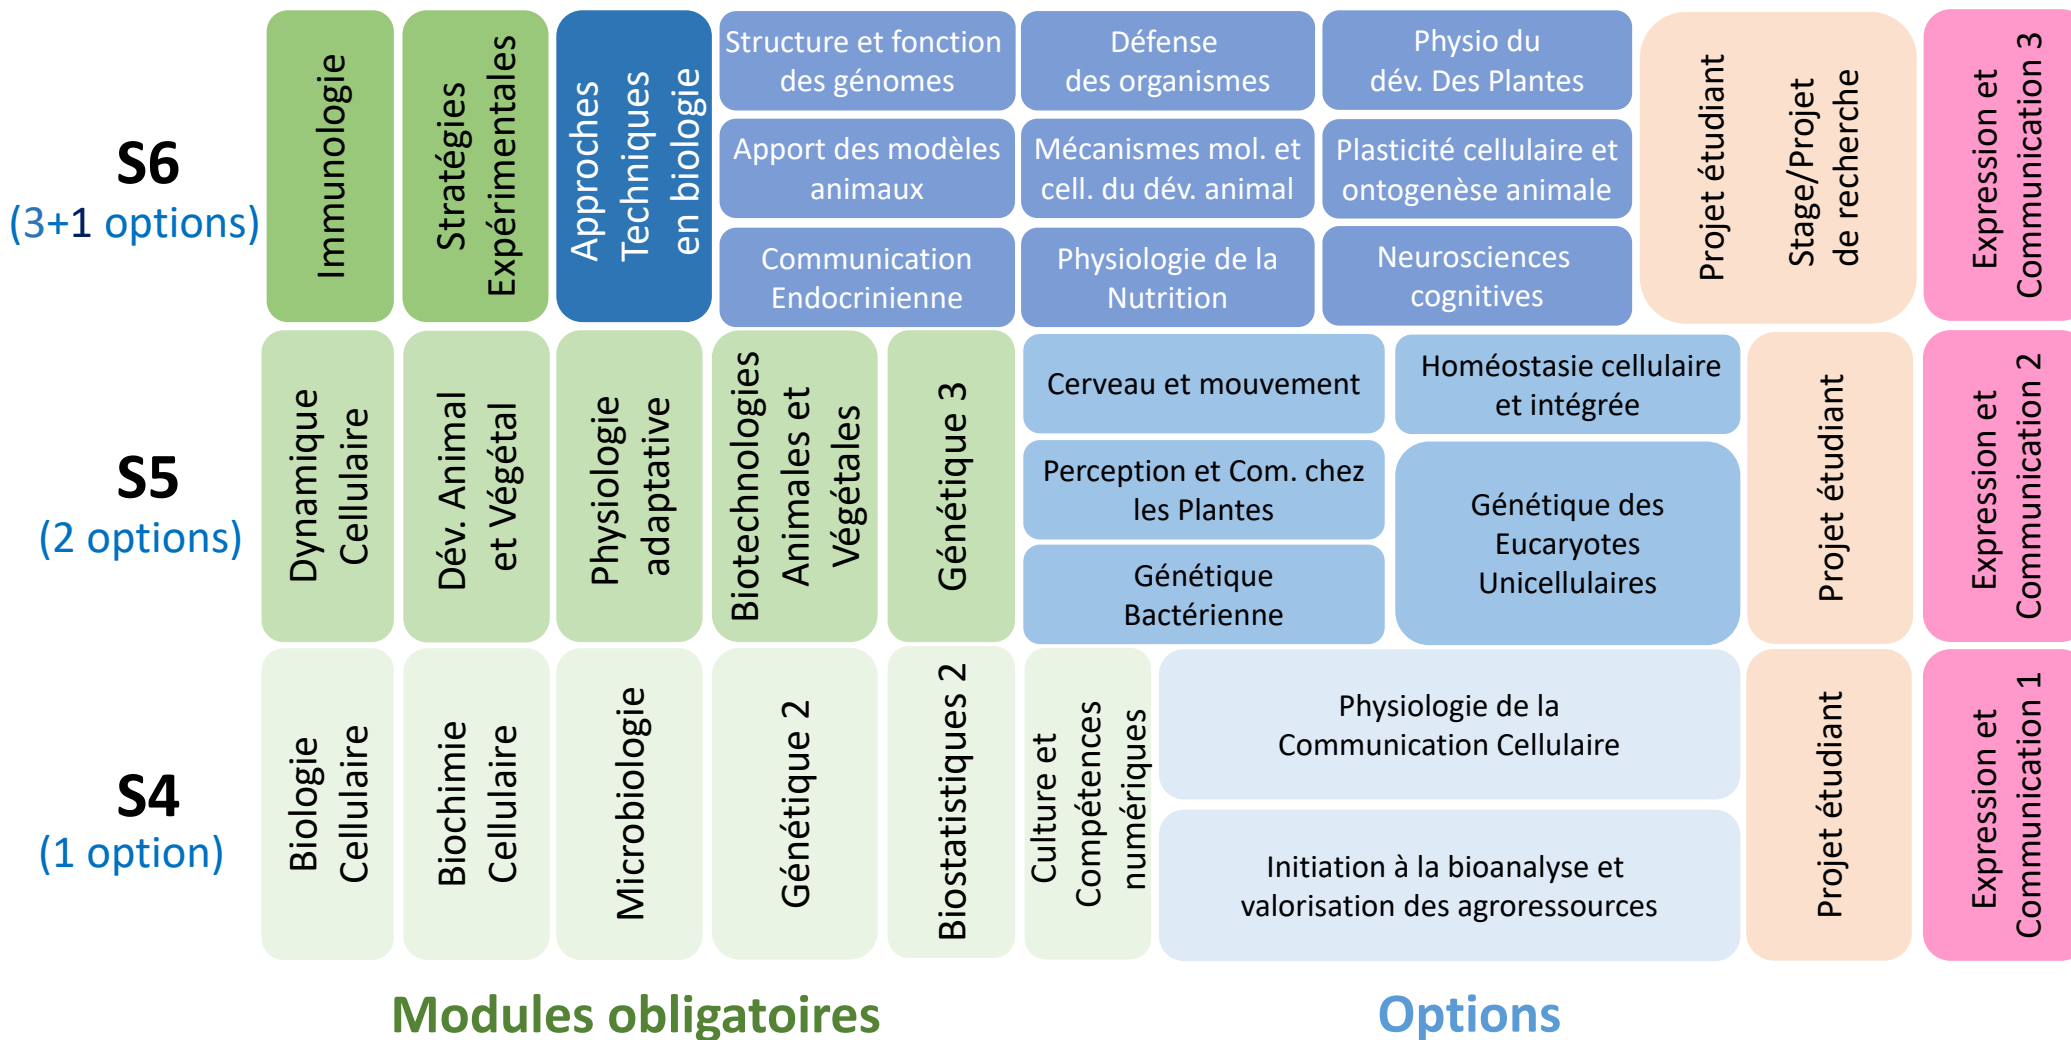 S6
(3+1 options)
Immunologie
Stratégies
Expérimentales
Approches
Techniques
en biologie
Structure et fonction
des génomes
Défense
des organismes
Physio du
dév. Des Plantes
Apport des modèles
animaux
Mécanismes mol. et
cell. du dév. animal
Plasticité cellulaire et
ontogenèse animale
Communication
Endocrinienne
Physiologie de la
Nutrition
Neurosciences
cognitives
Projet étudiant
Stage/Projet
de recherche
Expression et
Communication 3
S5
(2 options)
Dynamique
Cellulaire
Dév. Animal
et Végétal
Physiologie
adaptative
Biotechnologies
Animales et
Végétales
Génétique 3
Cerveau et mouvement
Homéostasie cellulaire
et intégrée
Perception et Com. chez
les Plantes
Génétique des
Eucaryotes
Unicellulaires
Génétique
Bactérienne
Projet étudiant
Expression et
Communication 2
S4
(1 option)
Biologie
Cellulaire
Biochimie
Cellulaire
Microbiologie
Génétique 2
Biostatistiques 2
Culture et
Compétences
numériques
Physiologie de la
Communication Cellulaire
Initiation à la bioanalyse et
valorisation des agroressources
Projet étudiant
Expression et
Communication 1
Modules obligatoires
Options